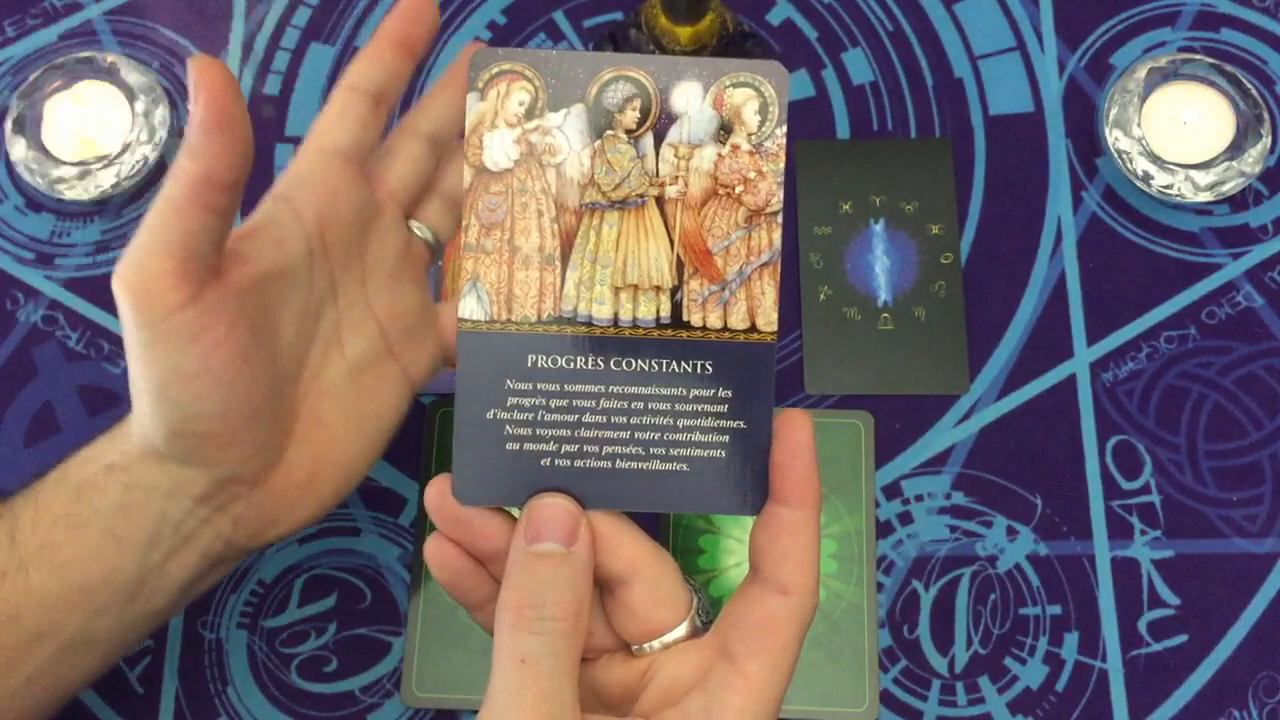 PROGRÈS CONSTANTS
Nous vous sommes reconnaissants pour les
progrès que vous faites en vous souvenant
d'inclure l'amour dans vos activités quotidiennes.
Nous voyons clairement votre contribution
au monde par vos pensées, vos sentiments
et vos actions bienveillantes.
OTAKU